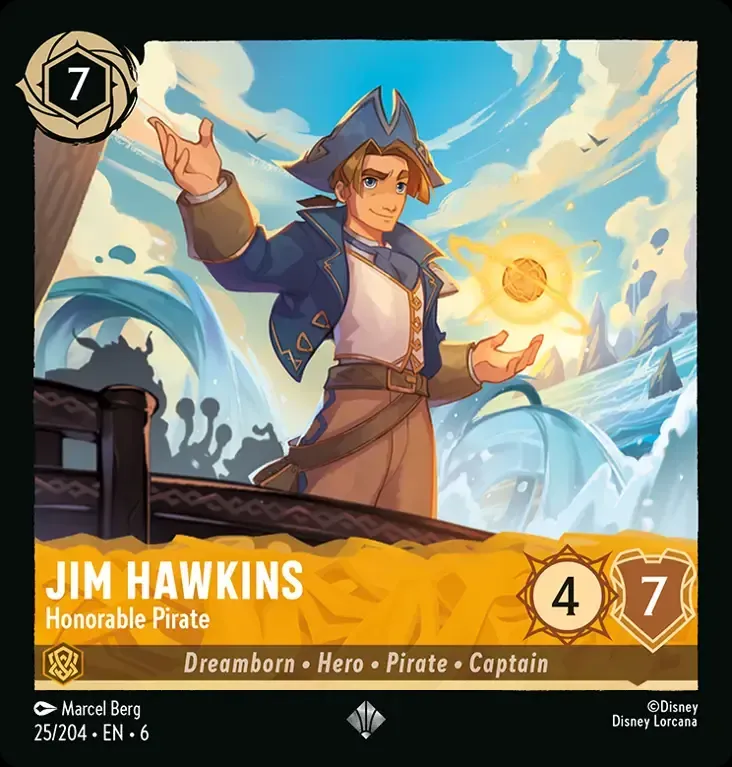 7
JIM HAWKINS
Honorable Pirate
4
7
Dreamborn • Hero • Pirate • Captain
Marcel Berg
25/204 • EN • 6
©Disney
Disney Lorcana